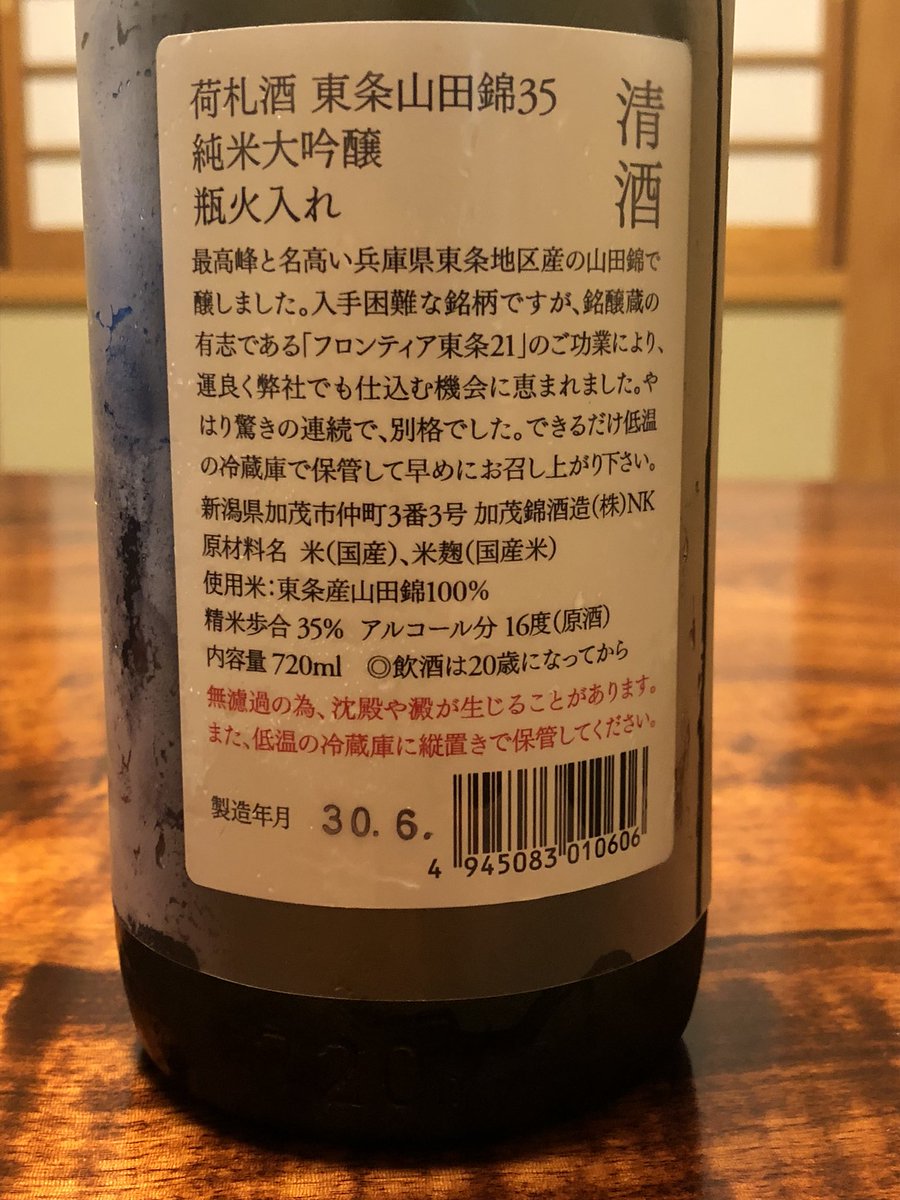 清酒
荷札酒 東条山田錦35
純米大吟醸
瓶火入れ
最高峰と名高い兵庫県東条地区産の山田錦で
醸しました。入手困難な銘柄ですが、銘醸蔵の
有志である「フロンティア東条21」のご功業により、
運良く弊社でも仕込む機会に恵まれました。や
はり驚きの連続で、別格でした。できるだけ低温
の冷蔵庫で保管して早めにお召し上がり下さい。
新潟県加茂市仲町3番3号 加茂錦酒造(株)NK
原材料名 米(国産)、米麹(国産米)
使用米:東条産山田錦100%
精米歩合 35% アルコール分 16度(原酒)
内容量 720ml ◎飲酒は20歳になってから
無濾過の為、沈殿や澱が生じることがあります。
また、低温の冷蔵庫に縦置きで保管してください。
製造年月 30.6.
4 945083 010606